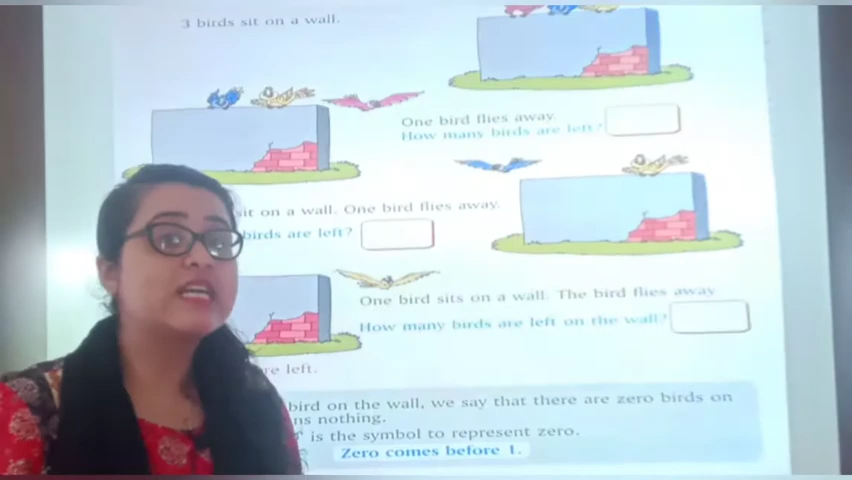 3 birds sit on a wall.
One bird flies away.
How many birds are left?
sit on a wall. One bird flies away.
birds are left?
One bird sits on a wall. The bird flies away
How many birds are left on the wall?
are left.
bird on the wall, we say that there are zero birds on
nothing.
is the symbol to represent zero.
Zero comes before 1.